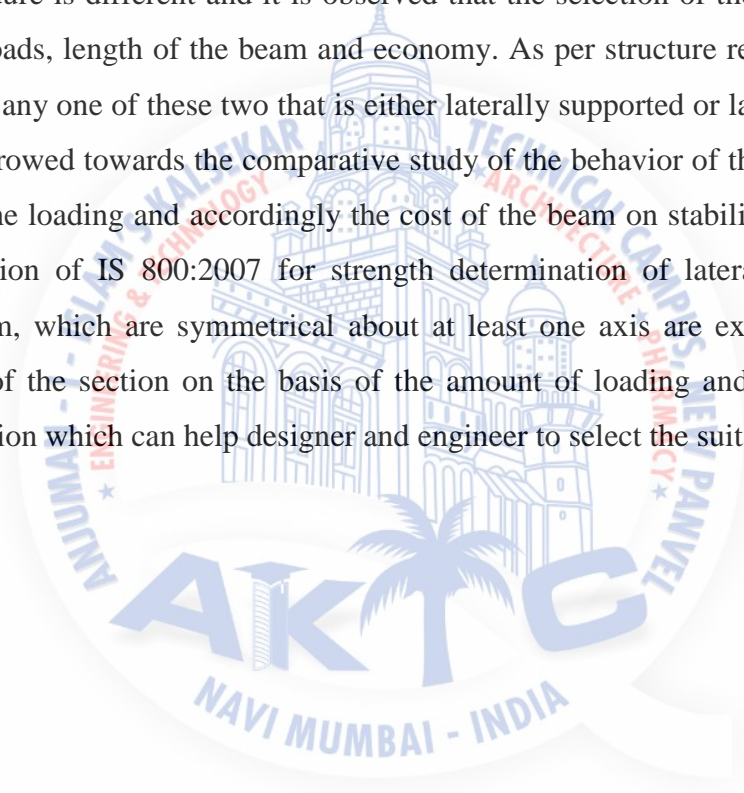 ure is different and it is observed that the selection of the
oads, length of the beam and economy. As per structure re
any one of these two that is either laterally supported or la
rowed towards the comparative study of the behavior of th
ne loading and accordingly the cost of the beam on stabili
tion of IS 800:2007 for strength determination of latera
m, which are symmetrical about at least one axis are ex
of the section on the basis of the amount of loading and
tion which can help designer and engineer to select the suit
ANJUMAN - I - ISLAM'S KALSEKAR TECHNICAL CAMPUS, NEW PANVEL
ENGINEERING & TECHNOLOGY ★ ARCHITECTURE ★ PHARMACY ★
AKTC
NAVI MUMBAI - INDIA